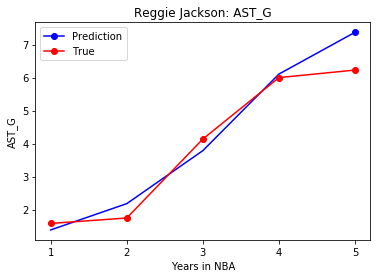 Reggie Jackson: AST_G
Prediction
True
AST_G
7
6
5
4
3
2
1
2
3
4
5
Years in NBA